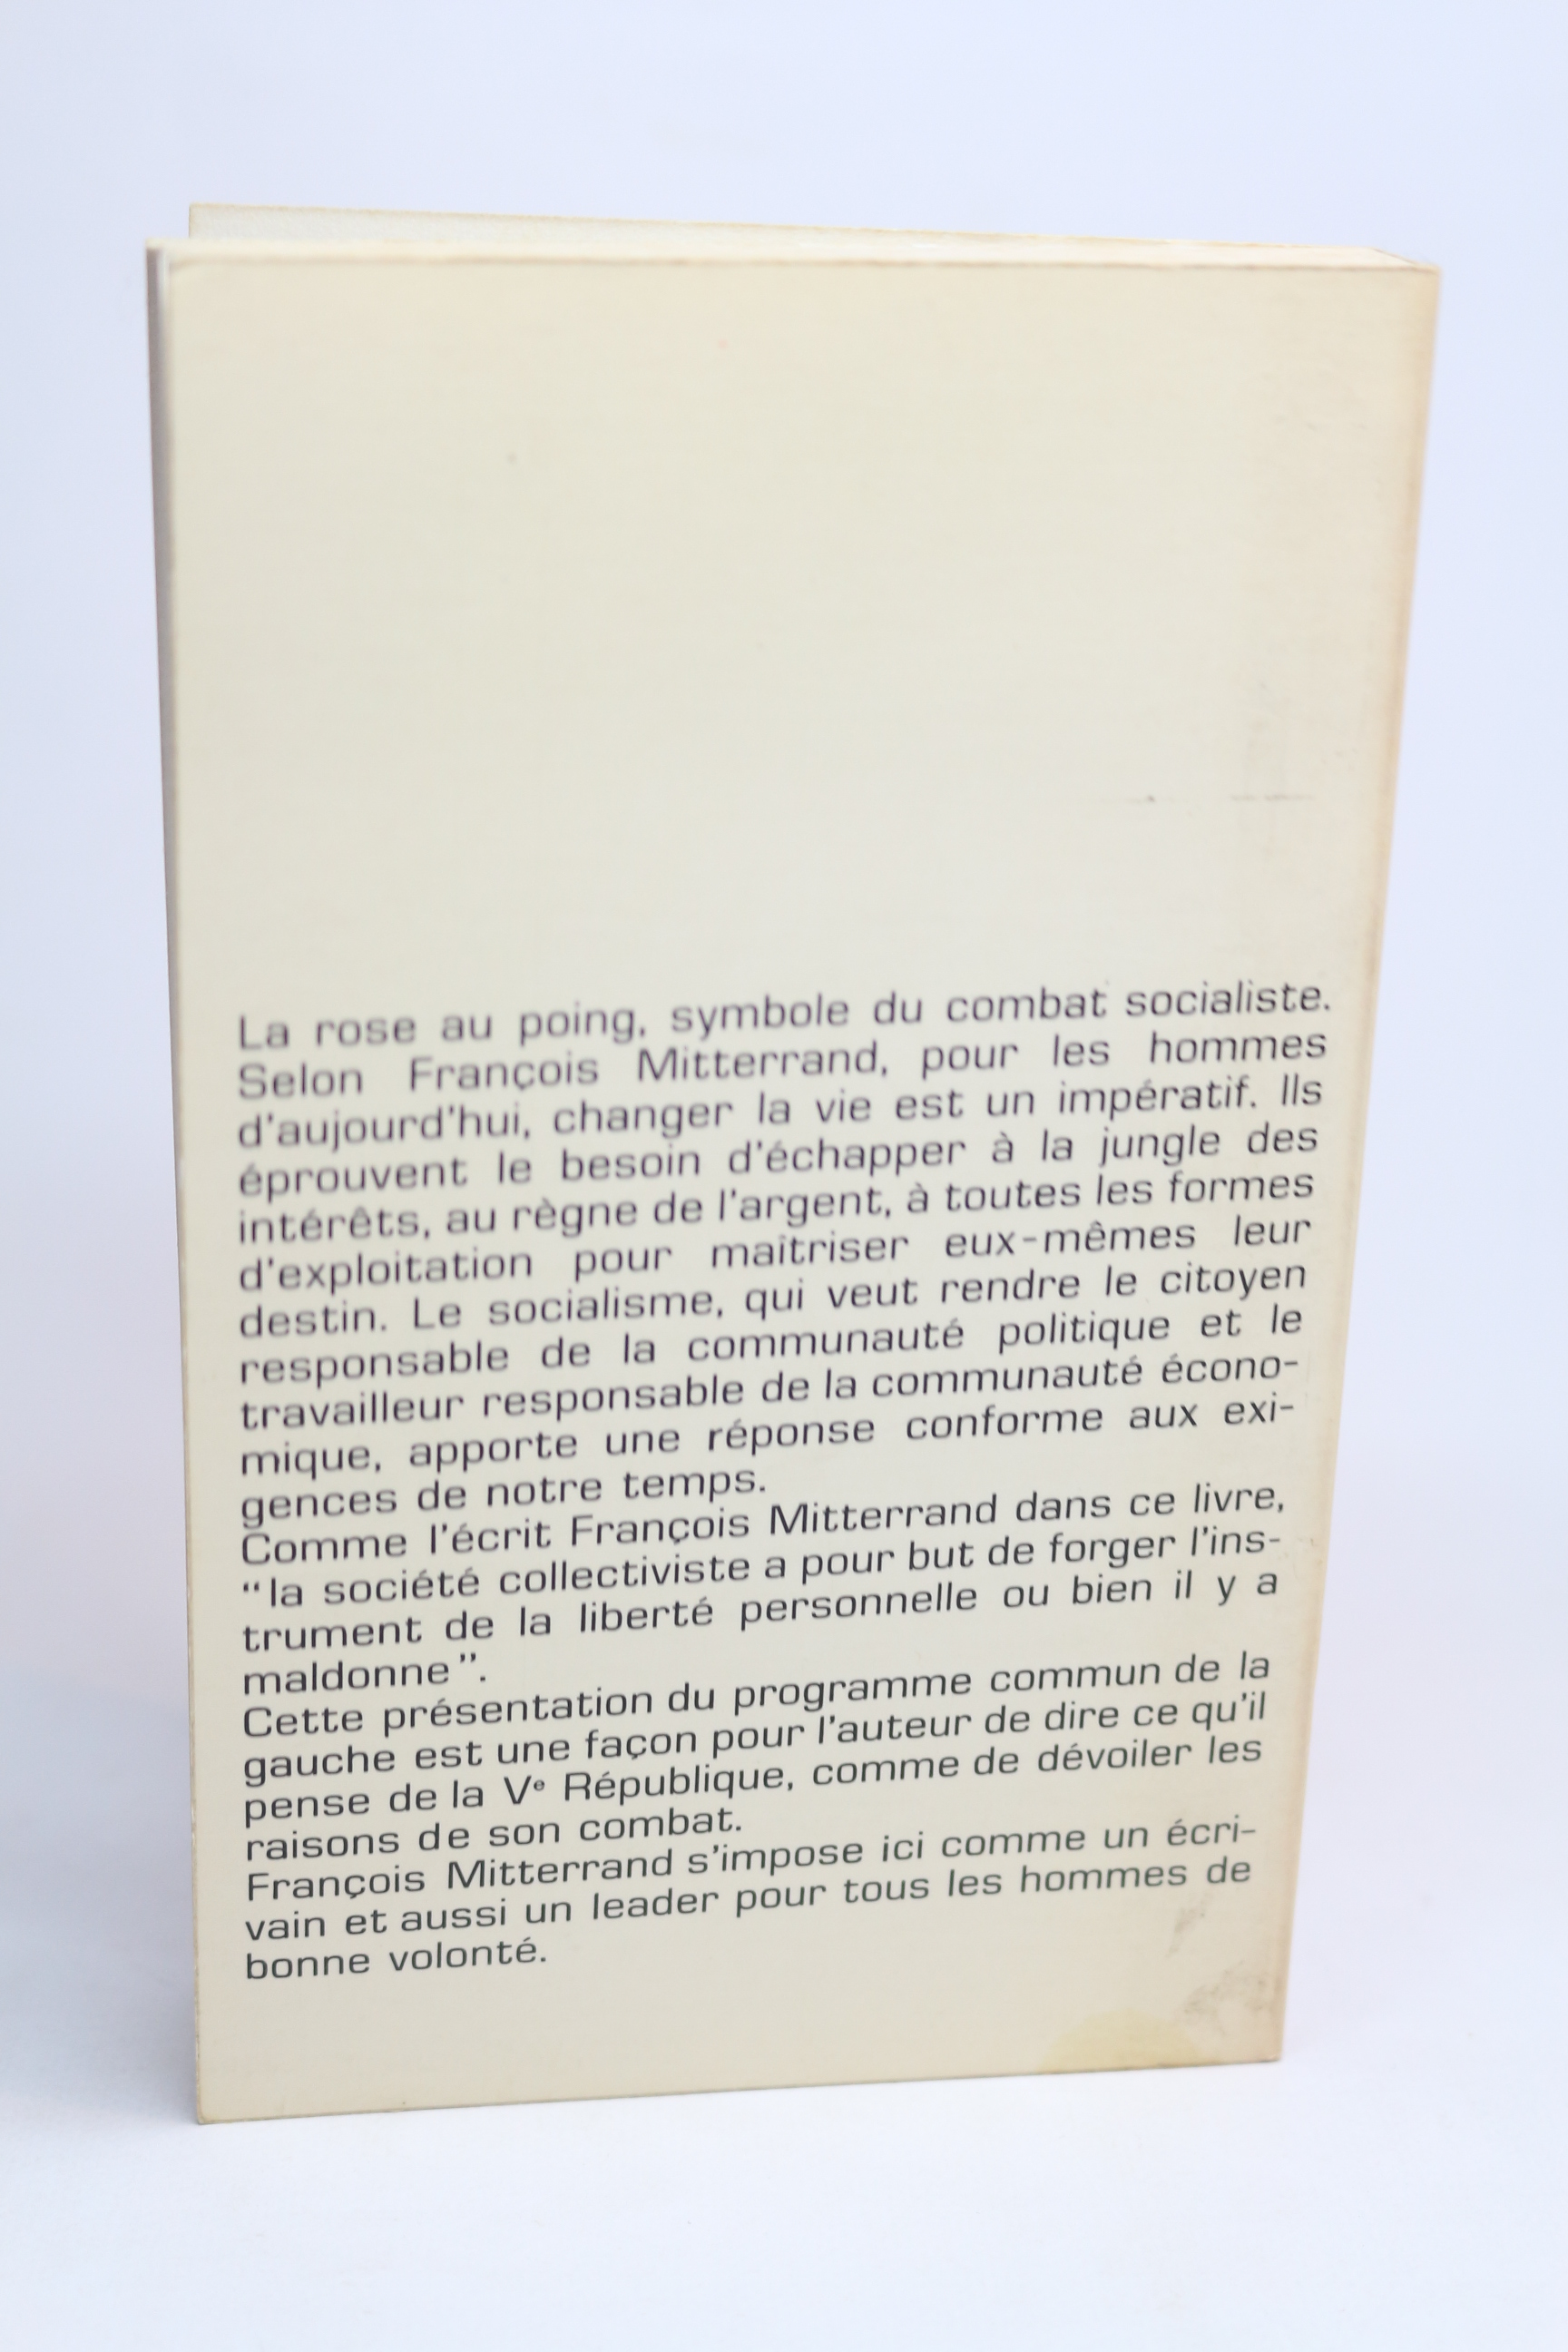 La rose au poing, symbole du combat socialiste.
Selon François Mitterrand, pour les hommes
d'aujourd'hui, changer la vie est un impératif. Ils
éprouvent le besoin d'échapper à la jungle des
intérêts, au règne de l'argent, à toutes les formes
d'exploitation pour maîtriser eux-mêmes leur
destin. Le socialisme, qui veut rendre le citoyen
responsable de la communauté politique et le
travailleur responsable de la communauté écono-
mique, apporte une réponse conforme aux exi-
gences de notre temps.
Comme l'écrit François Mitterrand dans ce livre,
“la société collectiviste a pour but de forger l'ins-
trument de la liberté personnelle ou bien il y a
maldonne”.
Cette présentation du programme commun de la
gauche est une façon pour l'auteur de dire ce qu'il
pense de la Vᵉ République, comme de dévoiler les
raisons de son combat.
François Mitterrand s'impose ici comme un écri-
vain et aussi un leader pour tous les hommes de
bonne volonté.